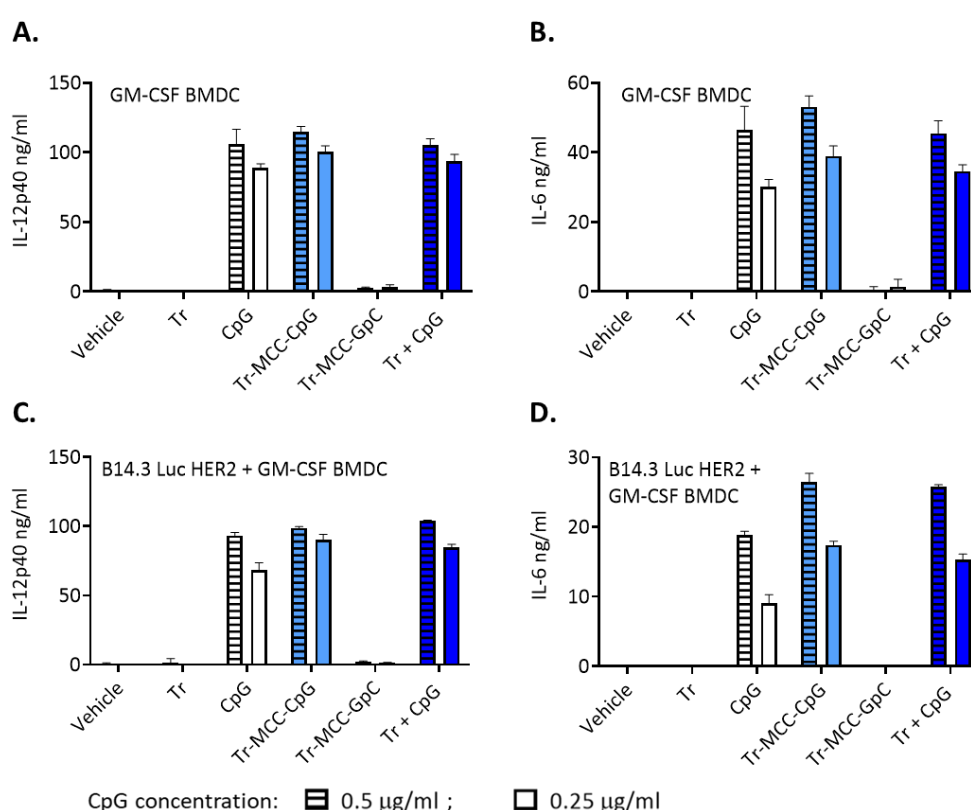 A.
GM-CSF BMDC
IL-12p40 ng/ml
150
100
50
0
Vehicle
Tr
CpG
Tr-MCC-CpG
Tr-MCC-GpC
Tr + CpG
B.
GM-CSF BMDC
IL-6 ng/ml
60
40
20
0
Vehicle
Tr
CpG
Tr-MCC-CpG
Tr-MCC-GpC
Tr + CpG
C.
B14.3 Luc HER2 + GM-CSF BMDC
IL-12p40 ng/ml
150
100
50
0
Vehicle
Tr
CpG
Tr-MCC-CpG
Tr-MCC-GpC
Tr + CpG
D.
B14.3 Luc HER2 +
GM-CSF BMDC
IL-6 ng/ml
30
20
10
0
Vehicle
Tr
CpG
Tr-MCC-CpG
Tr-MCC-GpC
Tr + CpG
CpG concentration: 0.5 µg/ml ; 0.25 µg/ml